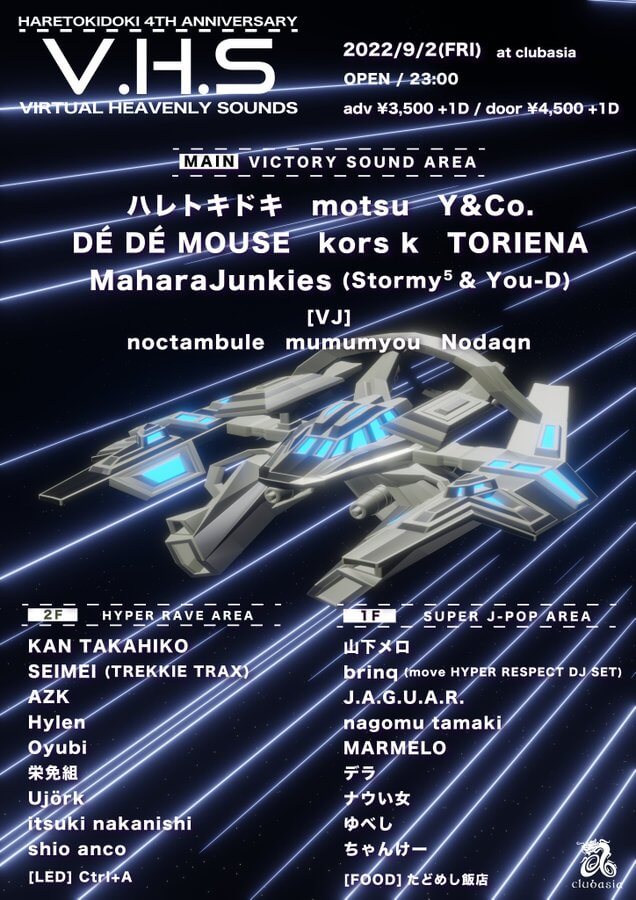 HARETOKIDOKI 4TH ANNIVERSARY
V.H.S
VIRTUAL HEAVENLY SOUNDS
2022/9/2(FRI) at clubasia
OPEN / 23:00
adv ¥3,500 +1D / door ¥4,500 +1D
MAIN VICTORY SOUND AREA
ハレトキドキ motsu Y&Co.
DÉ DÉ MOUSE kors k TORIENA
MaharaJunkies (Stormy⁵ & You-D)
[VJ]
noctambule mumumyou Nodaqn
2F HYPER RAVE AREA
KAN TAKAHIKO
SEIMEI (TREKKIE TRAX)
AZK
Hylen
Oyubi
栄免組
Ujörk
itsuki nakanishi
shio anco
[LED] Ctrl+A
1F SUPER J-POP AREA
山下メロ
brinq (move HYPER RESPECT DJ SET)
J.A.G.U.A.R.
nagomu tamaki
MARMELO
デラ
ナウい女
ゆべし
ちゃんけー
[FOOD] たどめし飯店
clubasia